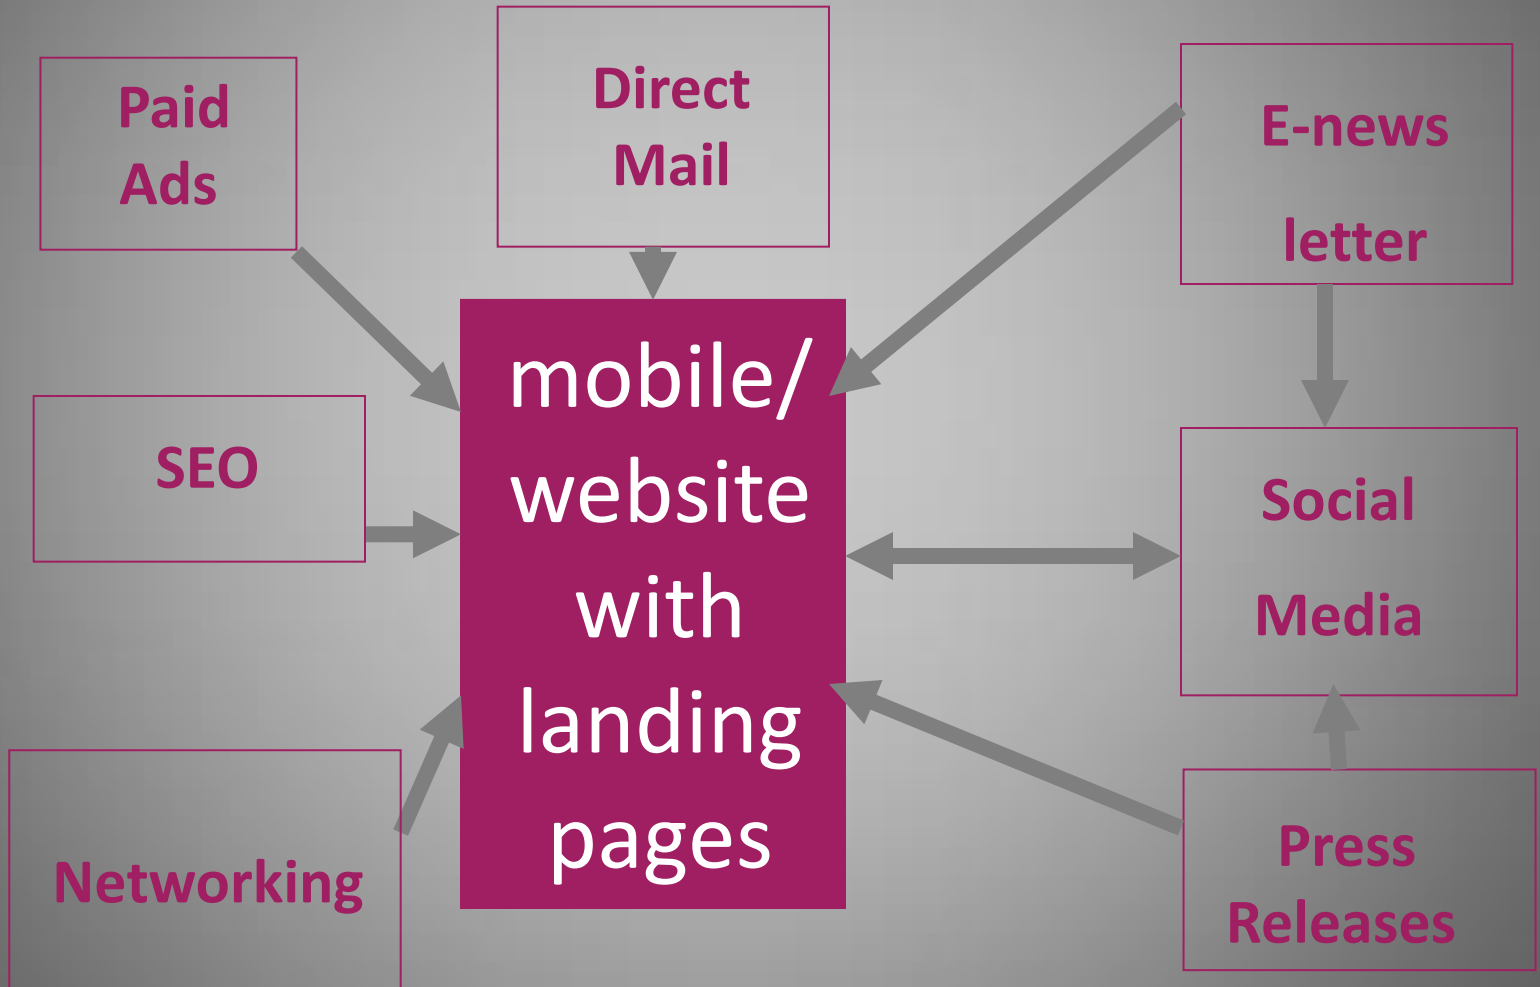 Paid
Ads
Direct
Mail
E-news
letter
SEO
mobile/
website
with
landing
pages
Social
Media
Networking
Press
Releases